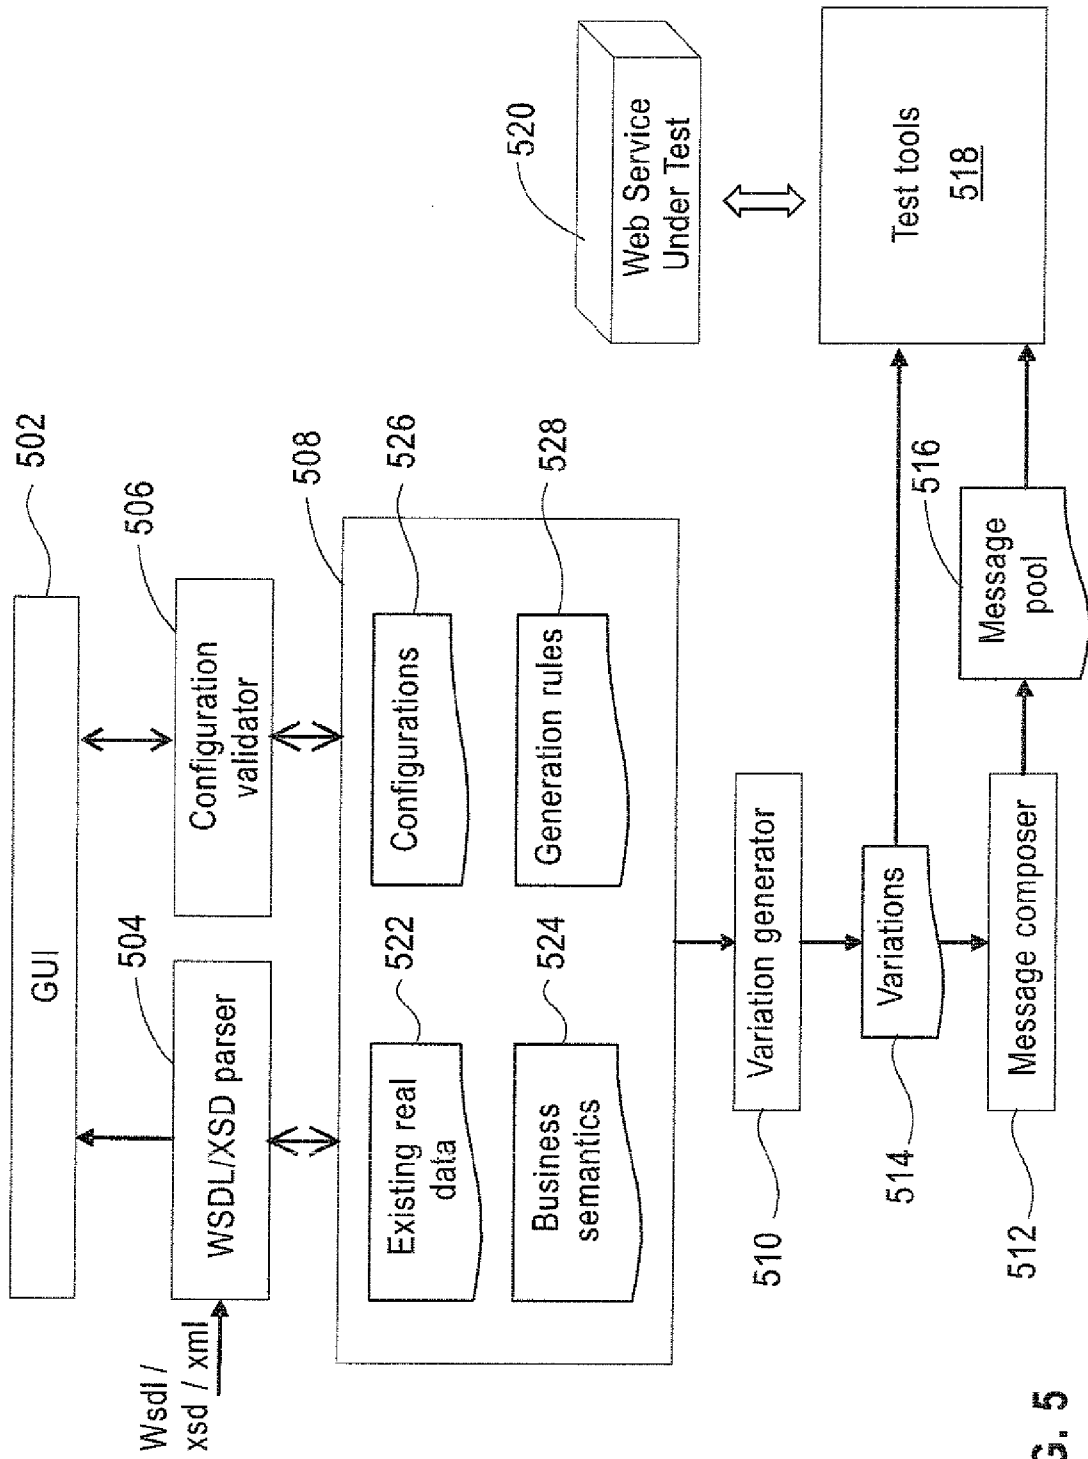 GUI
502
Wsdl /
xsd / xml
WSDL/XSD parser
504
Configuration
validator
506
508
Existing real
data
522
Configurations
526
Business
semantics
524
Generation rules
528
Variation generator
510
Variations
514
Message composer
512
Message
pool
516
Web Service
Under Test
520
Test tools
518
G. 5